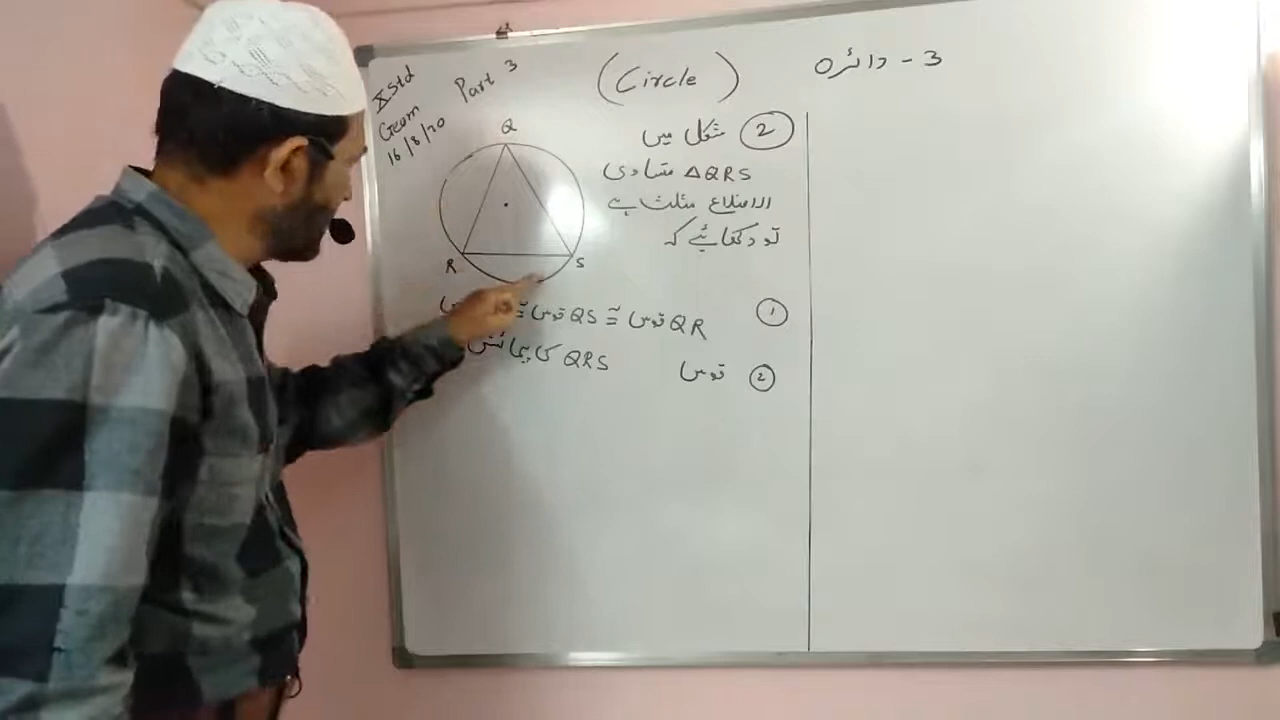 X Std
Geom
16/8/20
Part 3
(Circle)
3 - دائرہ
Q
R
S
② شکل میں
ΔQRS متساوی
الاضلاع مثلث ہے
تو دکھائیے کہ
① قوس QR ≅ قوس QS ≅
② قوس QRS کی پیمائش